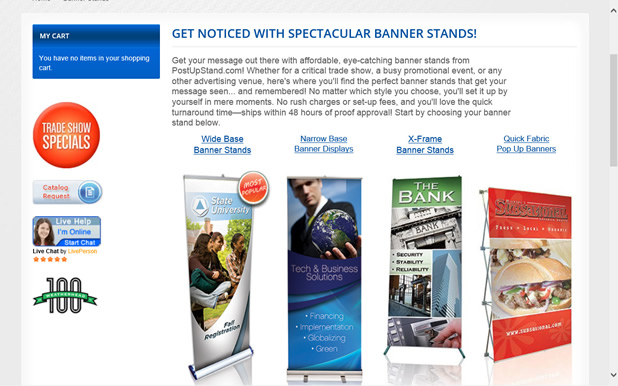 MY CART
You have no items in your shopping
cart.
TRADE SHOW
SPECIALS
Catalog
Request
Live Help
I'm Online
Start Chat
Live Chat by LivePerson
100
GET NOTICED WITH SPECTACULAR BANNER STANDS!
Get your message out there with affordable, eye-catching banner stands from
PostUpStand.com! Whether for a critical trade show, a busy promotional event, or any
other advertising venue, here's where you'll find the perfect banner stands that get your
message seen... and remembered! No matter which style you choose, you'll set it up by
yourself in mere moments. No rush charges or set-up fees, and you'll love the quick
turnaround time—ships within 48 hours of proof approval! Start by choosing your banner
stand below.
Wide Base
Banner Stands
Narrow Base
Banner Displays
X-Frame
Banner Stands
Quick Fabric
Pop Up Banners
MOST
POPULAR
State
University
Fall
Registration
Tech & Business
Solutions
• Financing
• Implementation
• Globalizing
• Green
THE
BANK
• SECURITY
• STABILITY
• RELIABILITY